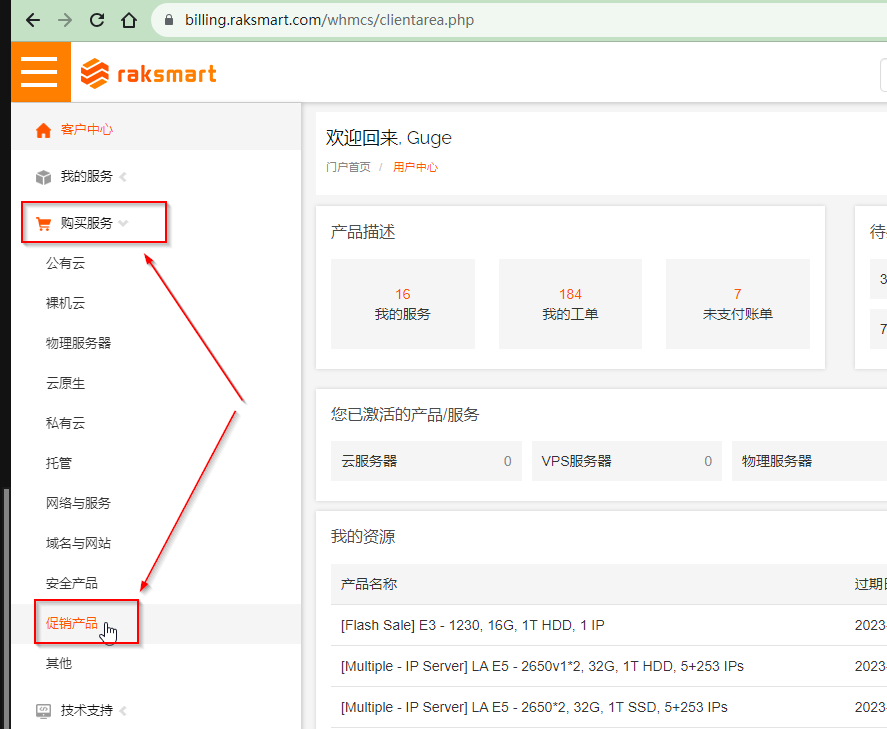 billing.raksmart.com/whmcs/clientarea.php
raksmart
客户中心
我的服务
购买服务
公有云
裸机云
物理服务器
云原生
私有云
托管
网络与服务
域名与网站
安全产品
促销产品
其他
技术支持
欢迎回来, Guge
门户首页 / 用户中心
产品描述
16
我的服务
184
我的工单
7
未支付账单
待
3
7
您已激活的产品/服务
云服务器 0
VPS服务器 0
物理服务器
我的资源
产品名称 过期
[Flash Sale] E3 - 1230, 16G, 1T HDD, 1 IP 2023-
[Multiple - IP Server] LA E5 - 2650v1*2, 32G, 1T HDD, 5+253 IPs 2023-
[Multiple - IP Server] LA E5 - 2650*2, 32G, 1T SSD, 5+253 IPs 2023-